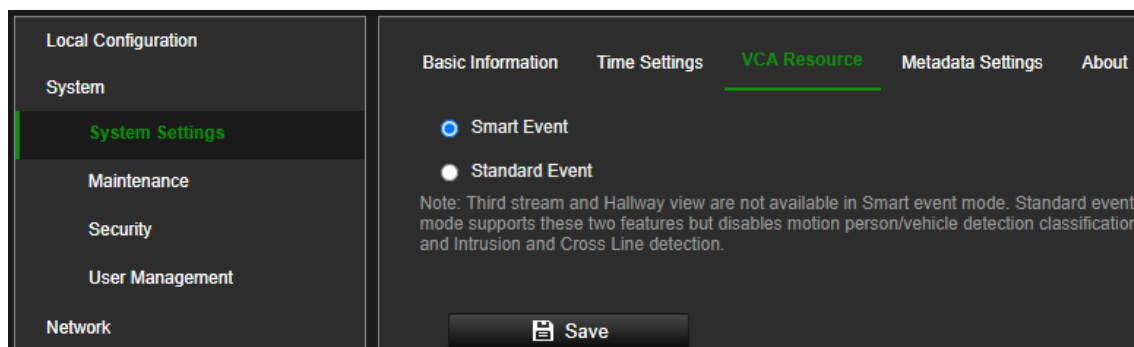 Local Configuration
System
System Settings
Maintenance
Security
User Management
Network
Basic Information Time Settings VCA Resource Metadata Settings About
Smart Event
Standard Event
Note: Third stream and Hallway view are not available in Smart event mode. Standard event
mode supports these two features but disables motion person/vehicle detection classification
and Intrusion and Cross Line detection.
Save